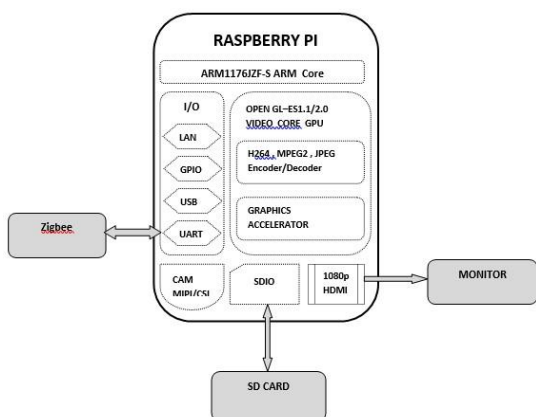 RASPBERRY PI
ARM1176JZF-S ARM Core
I/O
LAN
GPIO
USB
UART
OPEN GL–ES1.1/2.0
VIDEO CORE GPU
H264 , MPEG2 , JPEG
Encoder/Decoder
GRAPHICS
ACCELERATOR
Zigbee
CAM
MIPI/CSI
SDIO
1080p
HDMI
MONITOR
SD CARD